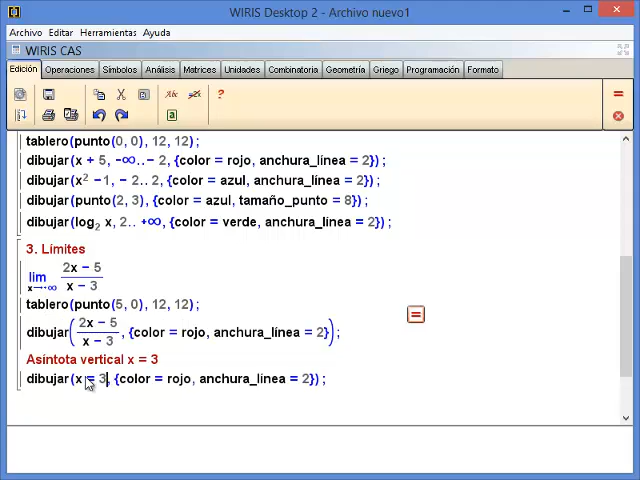 WIRIS Desktop 2 - Archivo nuevo1
Archivo Editar Herramientas Ayuda
WIRIS CAS
Edición Operaciones Símbolos Análisis Matrices Unidades Combinatoria Geometría Griego Programación Formato
tablero(punto(0, 0), 12, 12) ;
dibujar(x + 5, -∞..− 2, {color = rojo, anchura_línea = 2}) ;
dibujar(x² −1, − 2.. 2, {color = azul, anchura_línea = 2}) ;
dibujar(punto(2, 3), {color = azul, tamaño_punto = 8}) ;
dibujar(log₂ x, 2.. +∞, {color = verde, anchura_línea = 2}) ;
3. Límites
lim x→-∞ (2x − 5)/(x − 3)
tablero(punto(5, 0), 12, 12) ;
dibujar((2x − 5)/(x − 3), {color = rojo, anchura_línea = 2}) ;
Asíntota vertical x = 3
dibujar(x = 3, {color = rojo, anchura_línea = 2}) ;